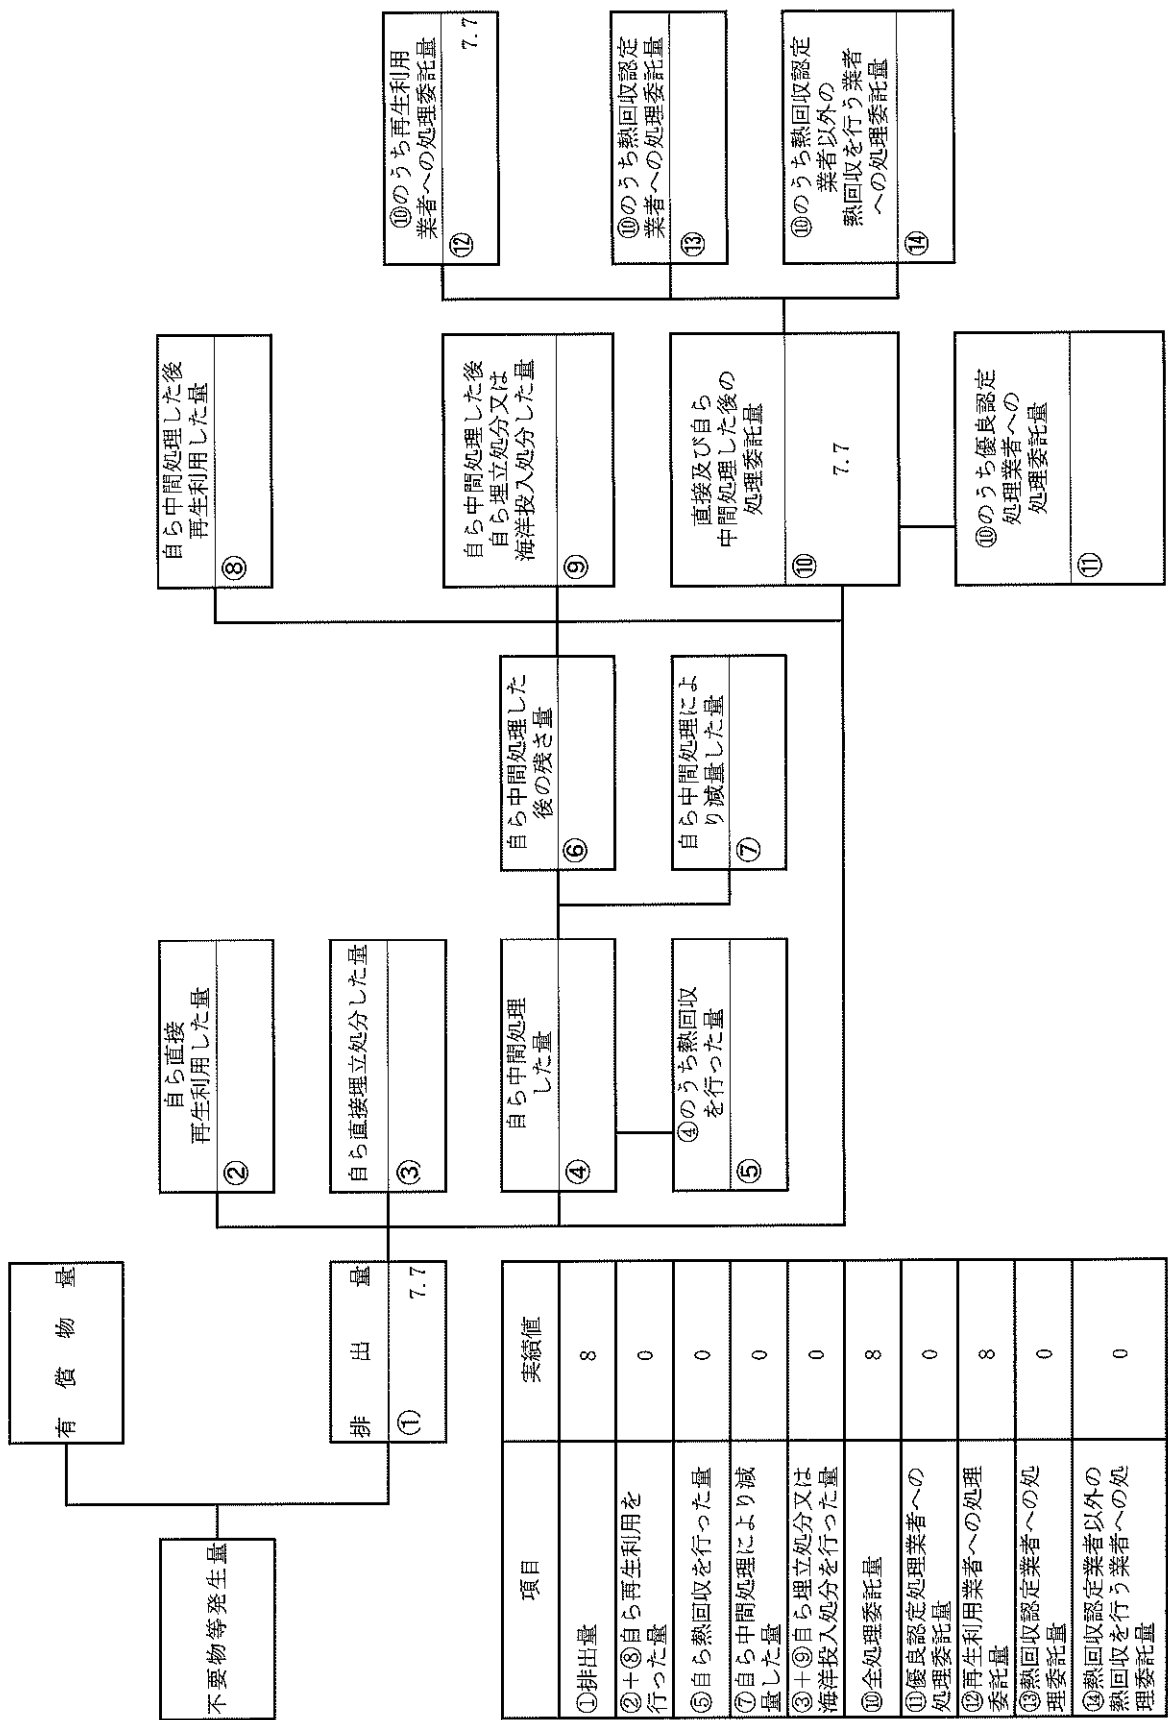 不要物等発生量
有償物量
排出量
① 7.7
自ら直接
再生利用した量
②
自ら直接埋立処分した量
③
自ら中間処理
した量
④
④のうち熱回収
を行った量
⑤
自ら中間処理した
後の残さ量
⑥
自ら中間処理によ
り減量した量
⑦
自ら中間処理した後
再生利用した量
⑧
自ら中間処理した後
自ら埋立処分又は
海洋投入処分した量
⑨
直接及び自ら
中間処理した後の
処理委託量
⑩ 7.7
⑩のうち優良認定
処理業者への
処理委託量
⑪
⑩のうち再生利用
業者への処理委託量
⑫ 7.7
⑩のうち熱回収認定
業者への処理委託量
⑬
⑩のうち熱回収認定
業者以外の
熱回収を行う業者
への処理委託量
⑭
項目 実績値
①排出量 8
②+⑧自ら再生利用を
行った量 0
⑤自ら熱回収を行った量 0
⑦自ら中間処理により減
量した量 0
③+⑨自ら埋立処分又は
海洋投入処分を行った量 0
⑩全処理委託量 8
⑪優良認定処理業者への
処理委託量 0
⑫再生利用業者への処理
委託量 8
⑬熱回収認定業者への処
理委託量 0
⑭熱回収認定業者以外の
熱回収を行う業者への処
理委託量 0